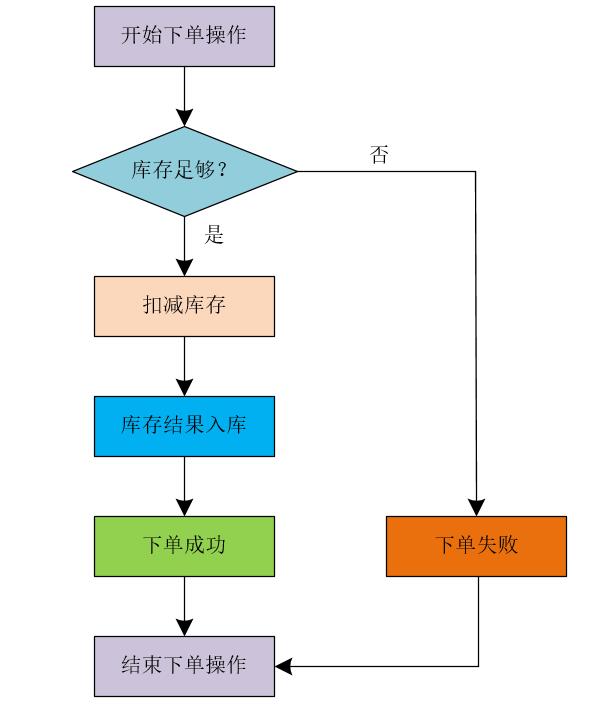 开始下单操作
库存足够？
否
是
扣减库存
库存结果入库
下单成功
下单失败
结束下单操作